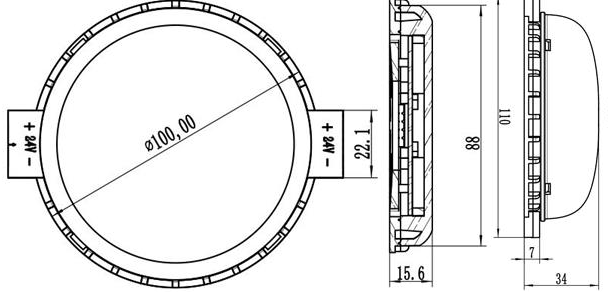 + 24V -
ø100,00
+ 24V -
22.1
15.6
88
110
7
34